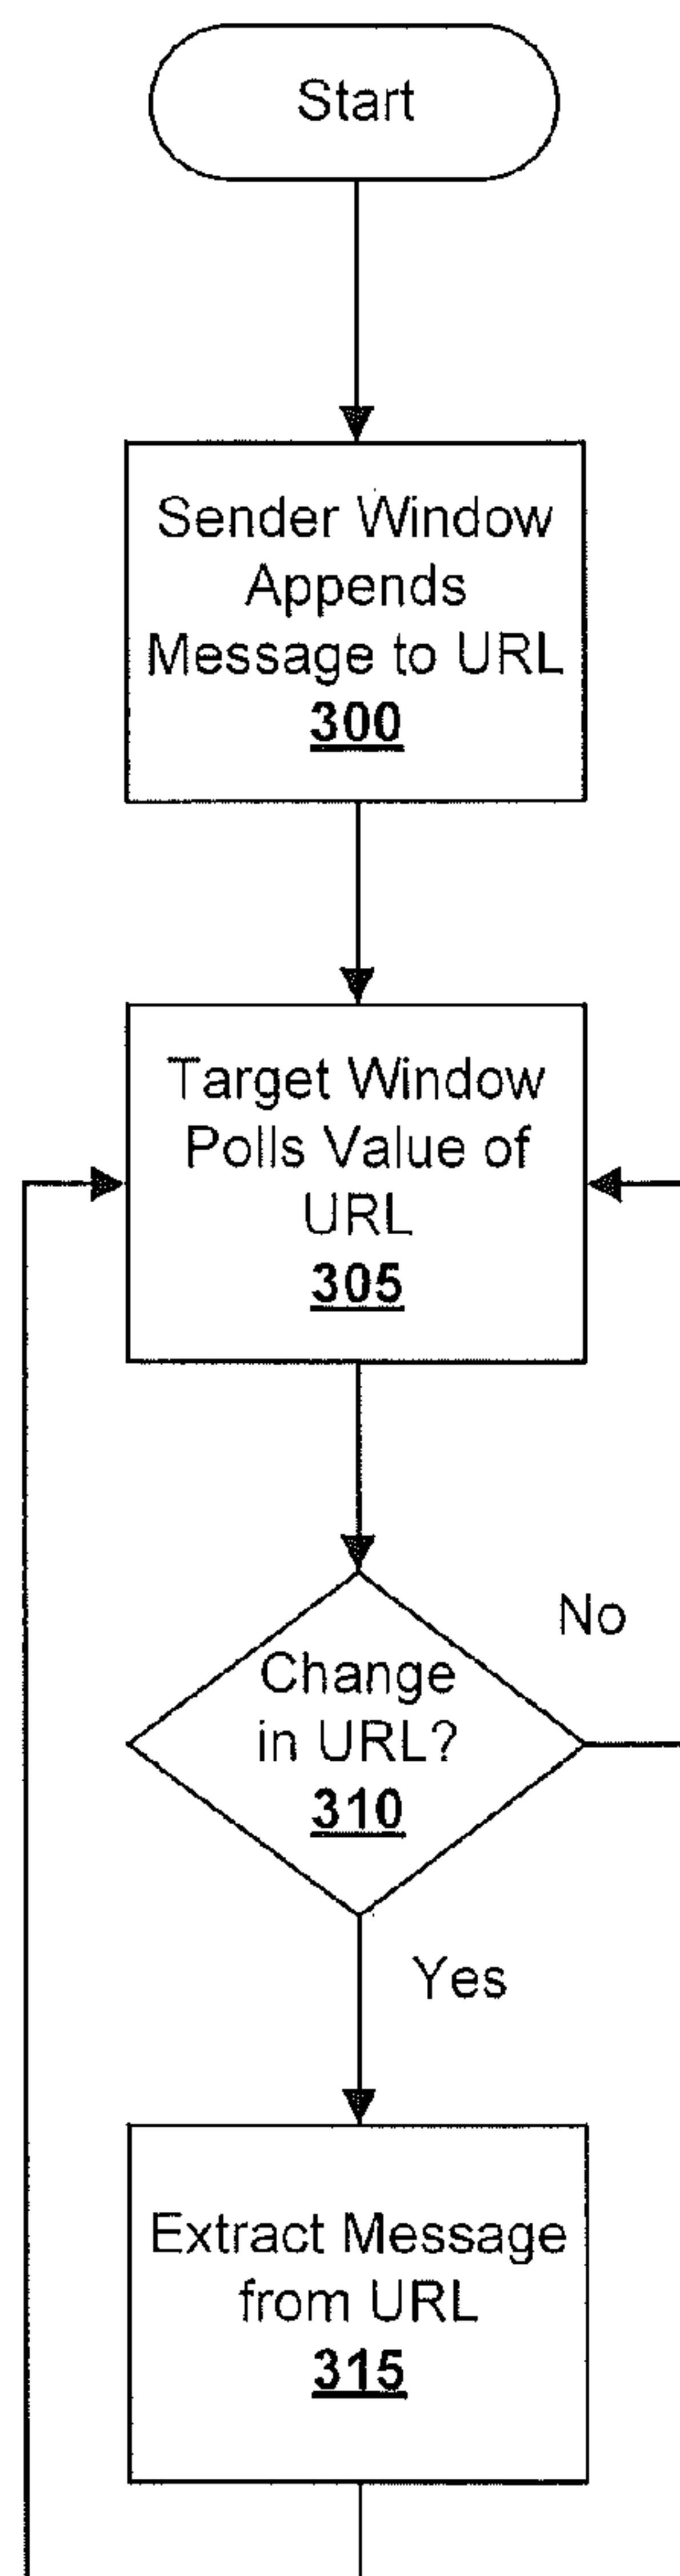 Start
Sender Window
Appends
Message to URL
300
Target Window
Polls Value of
URL
305
No
Change
in URL?
310
Yes
Extract Message
from URL
315